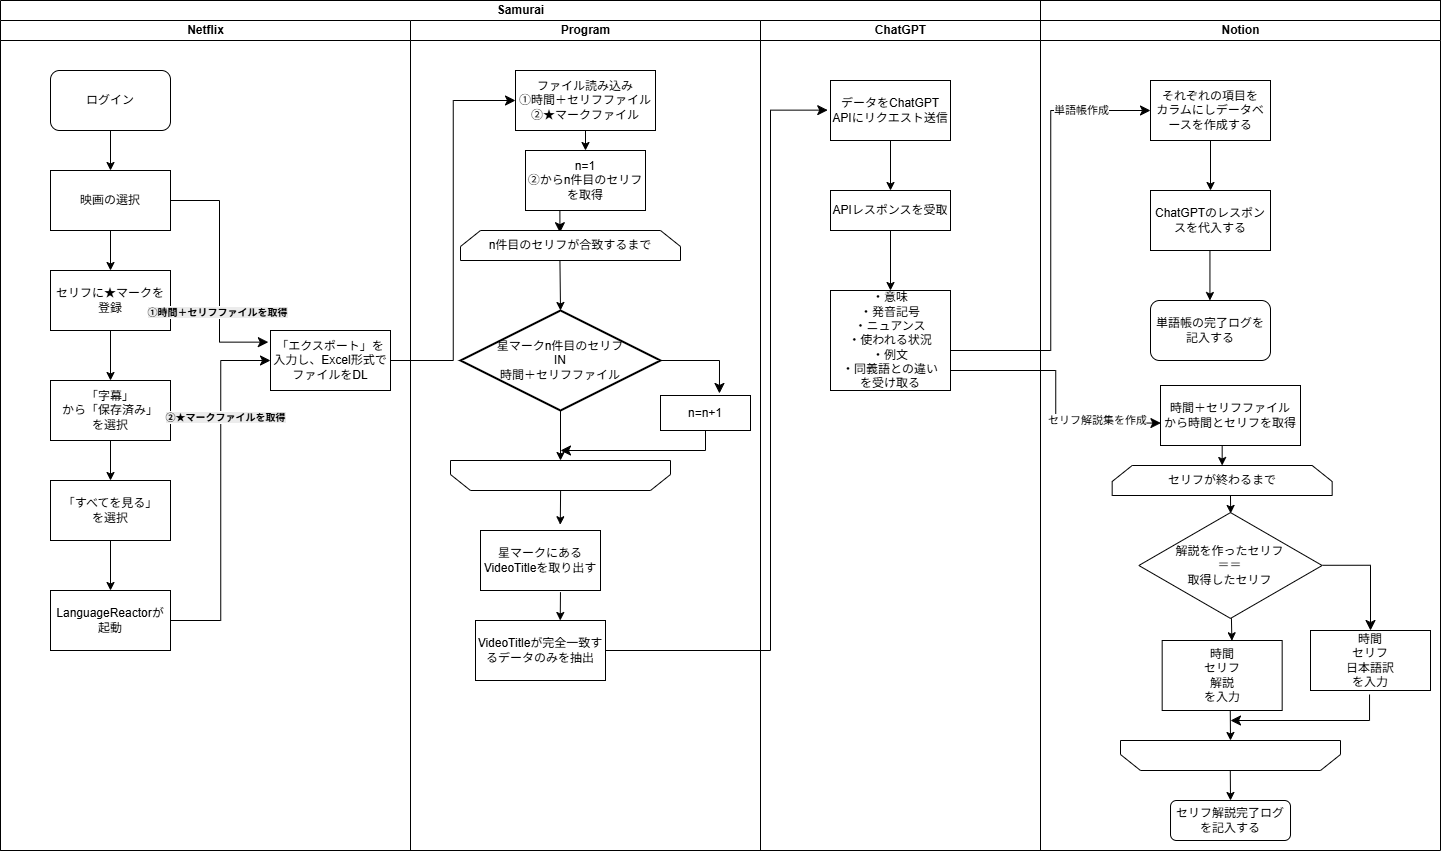 Samurai
Netflix
Program
ChatGPT
Notion
ログイン
映画の選択
セリフに★マークを
登録
「字幕」
から「保存済み」
を選択
「すべてを見る」
を選択
LanguageReactorが
起動
①時間＋セリフファイルを取得
②★マークファイルを取得
「エクスポート」を
入力し、Excel形式で
ファイルをDL
ファイル読み込み
①時間＋セリフファイル
②★マークファイル
n=1
②からn件目のセリフ
を取得
n件目のセリフが合致するまで
星マークn件目のセリフ
IN
時間＋セリフファイル
n=n+1
星マークにある
VideoTitleを取り出す
VideoTitleが完全一致す
るデータのみを抽出
データをChatGPT
APIにリクエスト送信
APIレスポンスを受取
・意味
・発音記号
・ニュアンス
・使われる状況
・例文
・同義語との違い
を受け取る
単語帳作成
それぞれの項目を
カラムにしデータベ
ースを作成する
ChatGPTのレスポン
スを代入する
単語帳の完了ログを
記入する
セリフ解説集を作成
時間＋セリフファイル
から時間とセリフを取得
セリフが終わるまで
解説を作ったセリフ
＝＝
取得したセリフ
時間
セリフ
解説
を入力
時間
セリフ
日本語訳
を入力
セリフ解説完了ログ
を記入する